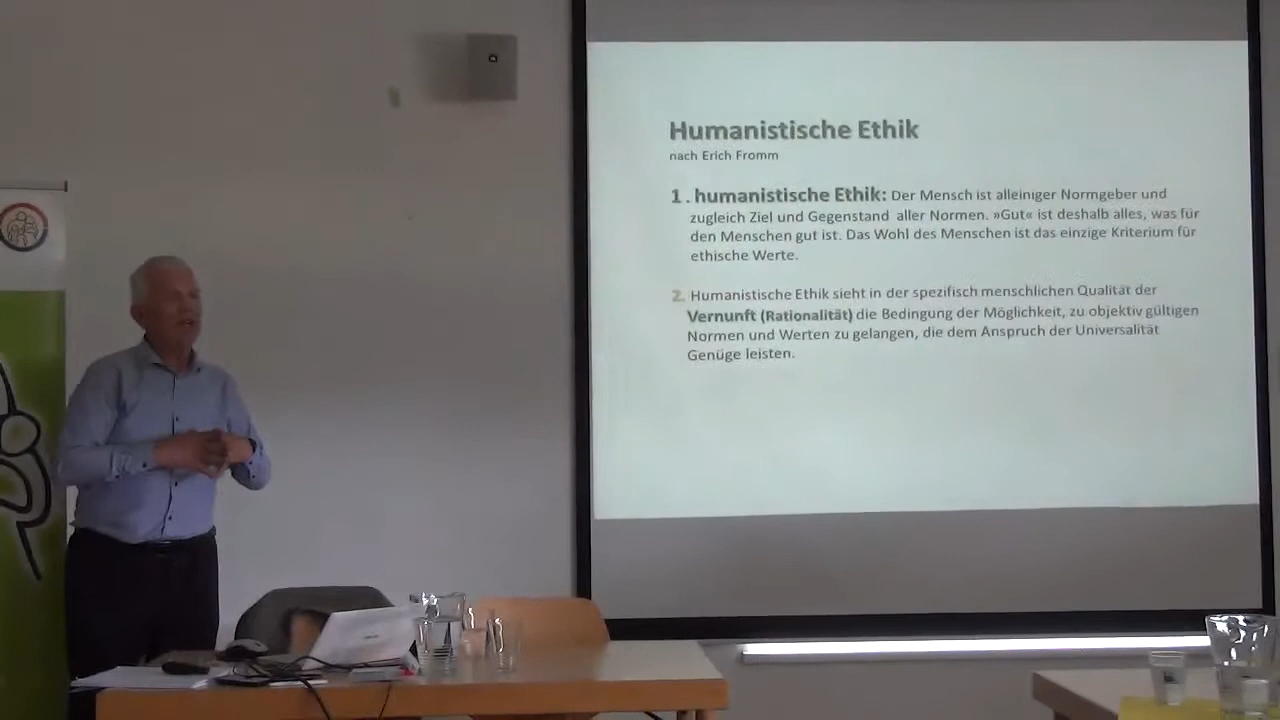 Humanistische Ethik
nach Erich Fromm
1. humanistische Ethik: Der Mensch ist alleiniger Normgeber und
zugleich Ziel und Gegenstand aller Normen. »Gut« ist deshalb alles, was für
den Menschen gut ist. Das Wohl des Menschen ist das einzige Kriterium für
ethische Werte.
2. Humanistische Ethik sieht in der spezifisch menschlichen Qualität der
Vernunft (Rationalität) die Bedingung der Möglichkeit, zu objektiv gültigen
Normen und Werten zu gelangen, die dem Anspruch der Universalität
Genüge leisten.